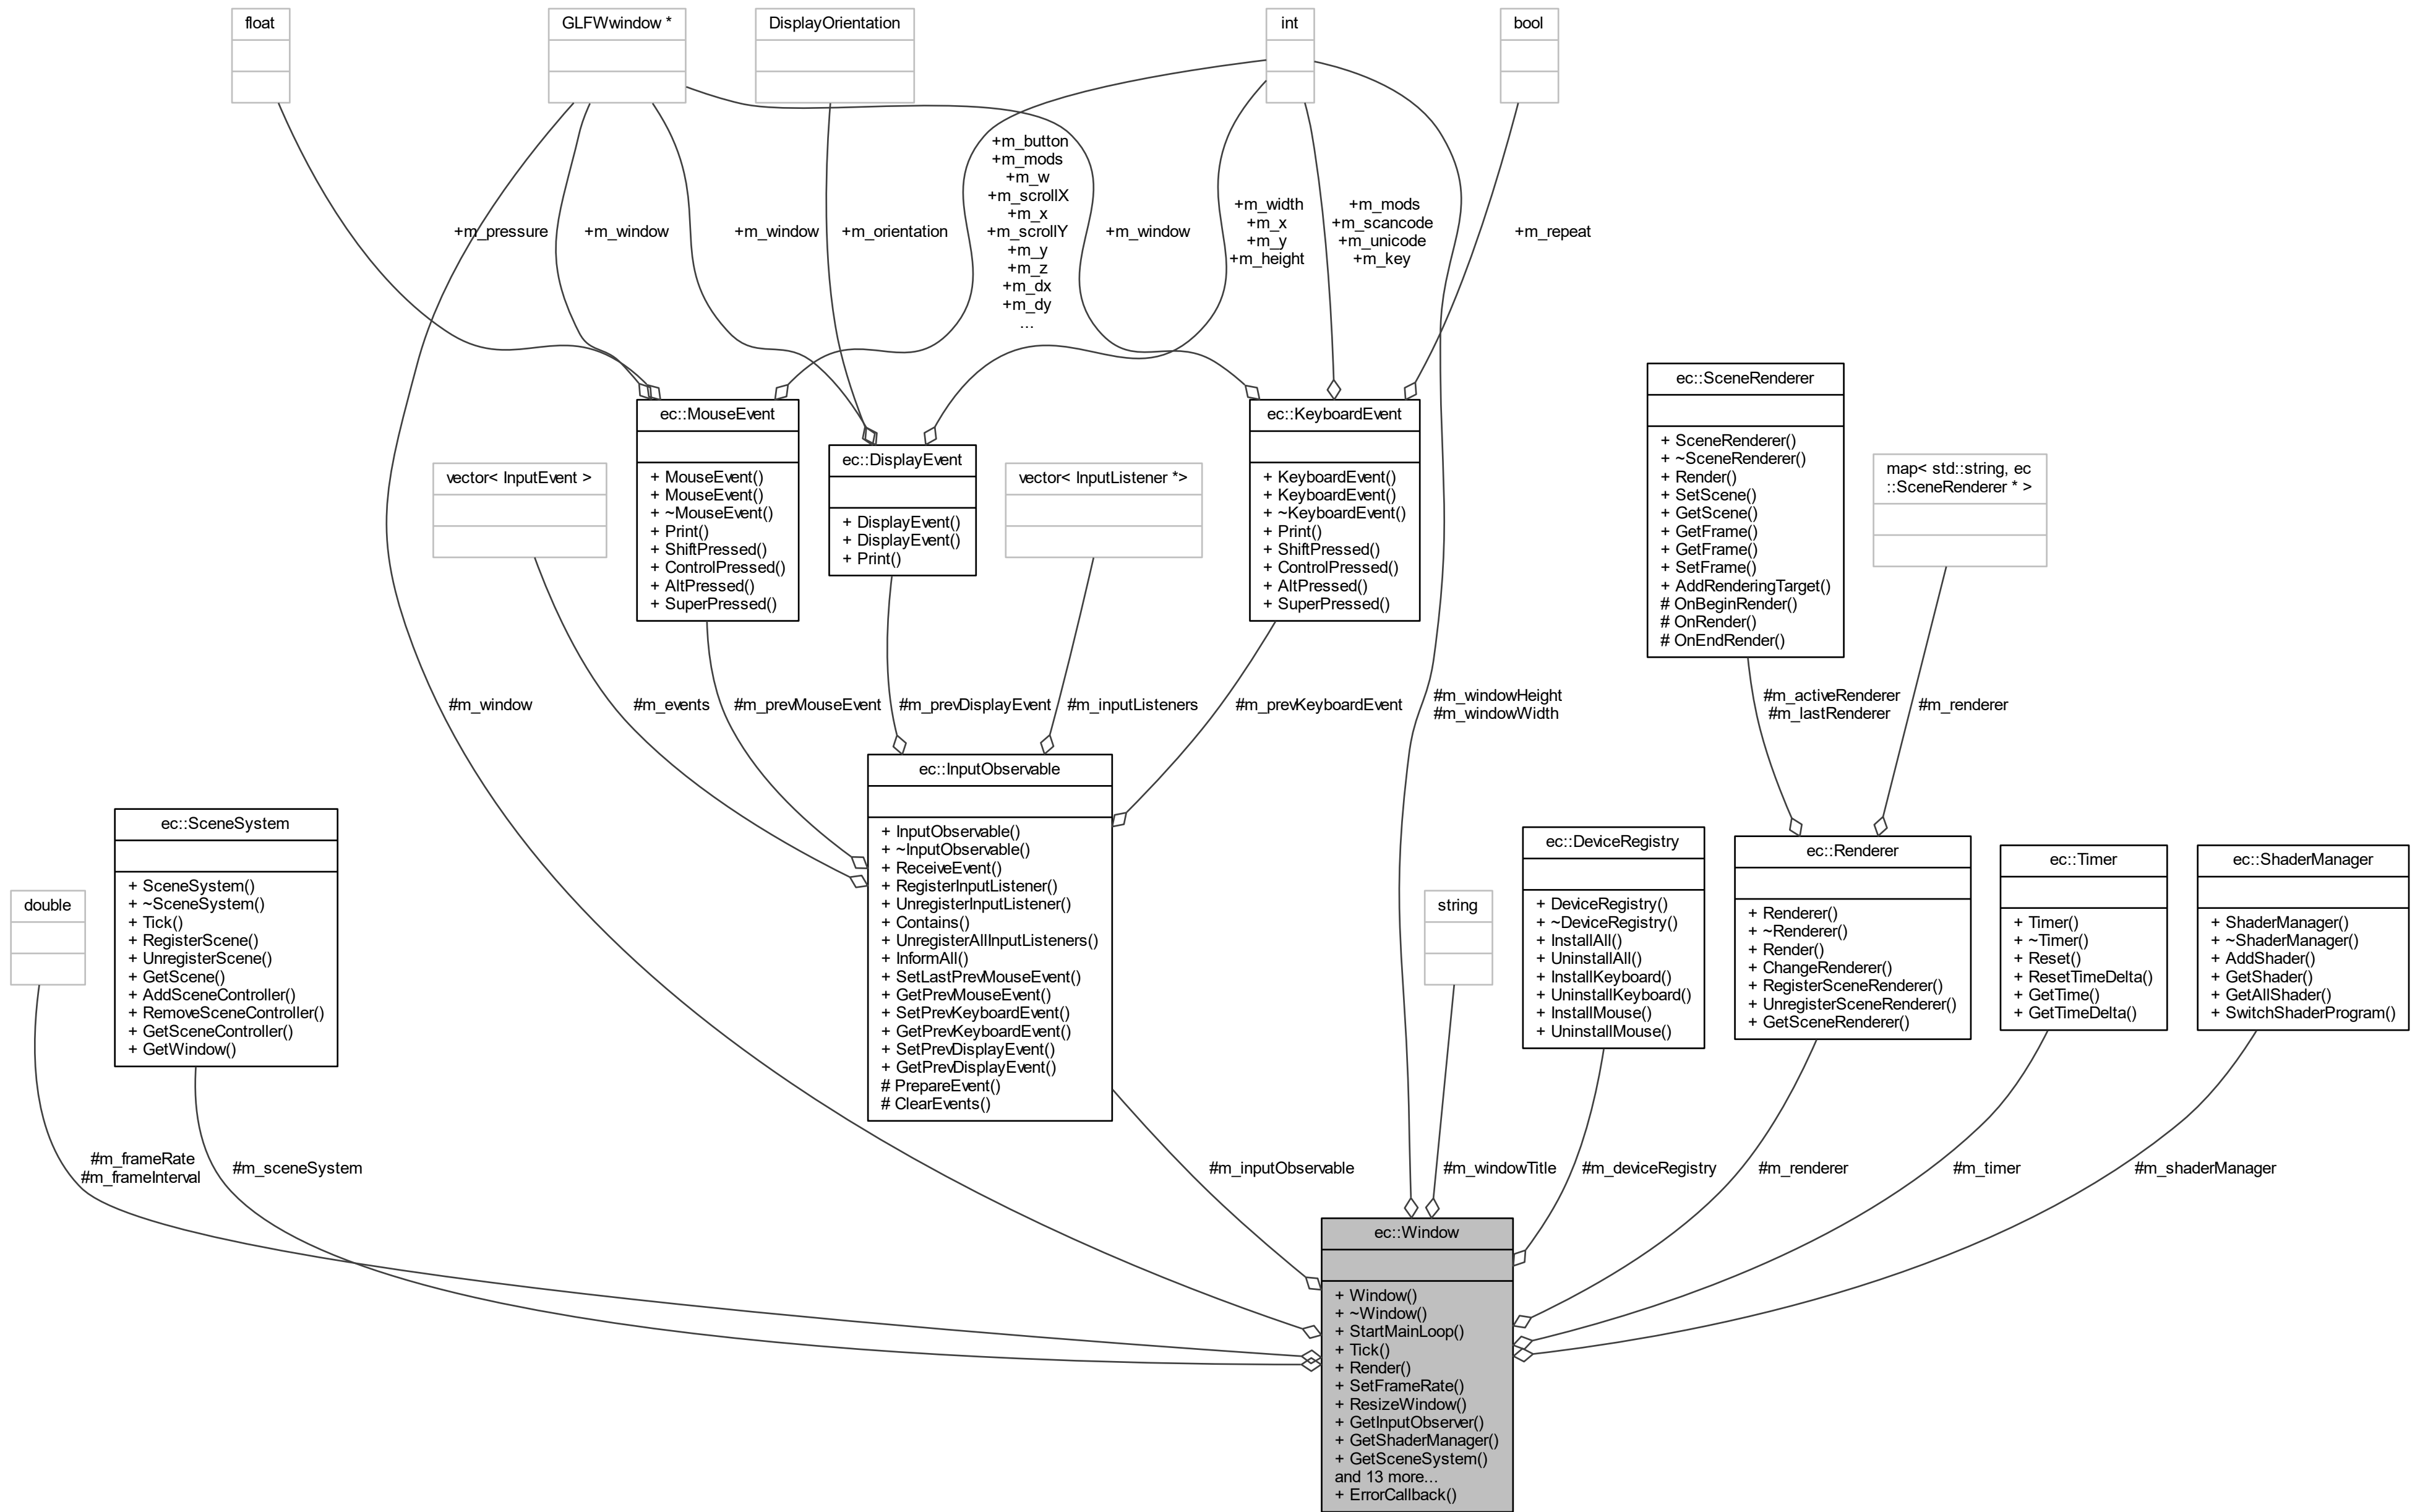 float
GLFWwindow *
DisplayOrientation
int
bool
+m_pressure
+m_window
+m_window
+m_orientation
+m_button
+m_mods
+m_w
+m_scrollX
+m_x
+m_scrollY
+m_y
+m_z
+m_dx
+m_dy
...
+m_window
+m_width
+m_x
+m_y
+m_height
+m_mods
+m_scancode
+m_unicode
+m_key
+m_repeat
vector< InputEvent >
ec::MouseEvent
+ MouseEvent()
+ MouseEvent()
+ ~MouseEvent()
+ Print()
+ ShiftPressed()
+ ControlPressed()
+ AltPressed()
+ SuperPressed()
ec::DisplayEvent
+ DisplayEvent()
+ DisplayEvent()
+ Print()
vector< InputListener *>
ec::KeyboardEvent
+ KeyboardEvent()
+ KeyboardEvent()
+ ~KeyboardEvent()
+ Print()
+ ShiftPressed()
+ ControlPressed()
+ AltPressed()
+ SuperPressed()
ec::SceneRenderer
+ SceneRenderer()
+ ~SceneRenderer()
+ Render()
+ SetScene()
+ GetScene()
+ GetFrame()
+ GetFrame()
+ SetFrame()
+ AddRenderingTarget()
# OnBeginRender()
# OnRender()
# OnEndRender()
map< std::string, ec
::SceneRenderer * >
#m_window
#m_events
#m_prevMouseEvent
#m_prevDisplayEvent
#m_inputListeners
#m_prevKeyboardEvent
#m_windowHeight
#m_windowWidth
#m_activeRenderer
#m_lastRenderer
#m_renderer
double
ec::SceneSystem
+ SceneSystem()
+ ~SceneSystem()
+ Tick()
+ RegisterScene()
+ UnregisterScene()
+ GetScene()
+ AddSceneController()
+ RemoveSceneController()
+ GetSceneController()
+ GetWindow()
ec::InputObservable
+ InputObservable()
+ ~InputObservable()
+ ReceiveEvent()
+ RegisterInputListener()
+ UnregisterInputListener()
+ Contains()
+ UnregisterAllInputListeners()
+ InformAll()
+ SetLastPrevMouseEvent()
+ GetPrevMouseEvent()
+ SetPrevKeyboardEvent()
+ GetPrevKeyboardEvent()
+ SetPrevDisplayEvent()
+ GetPrevDisplayEvent()
# PrepareEvent()
# ClearEvents()
string
ec::DeviceRegistry
+ DeviceRegistry()
+ ~DeviceRegistry()
+ InstallAll()
+ UninstallAll()
+ InstallKeyboard()
+ UninstallKeyboard()
+ InstallMouse()
+ UninstallMouse()
ec::Renderer
+ Renderer()
+ ~Renderer()
+ Render()
+ ChangeRenderer()
+ RegisterSceneRenderer()
+ UnregisterSceneRenderer()
+ GetSceneRenderer()
ec::Timer
+ Timer()
+ ~Timer()
+ Reset()
+ ResetTimeDelta()
+ GetTime()
+ GetTimeDelta()
ec::ShaderManager
+ ShaderManager()
+ ~ShaderManager()
+ AddShader()
+ GetShader()
+ GetAllShader()
+ SwitchShaderProgram()
#m_frameRate
#m_frameInterval
#m_sceneSystem
#m_inputObservable
#m_windowTitle
#m_deviceRegistry
#m_renderer
#m_timer
#m_shaderManager
ec::Window
+ Window()
+ ~Window()
+ StartMainLoop()
+ Tick()
+ Render()
+ SetFrameRate()
+ ResizeWindow()
+ GetInputObserver()
+ GetShaderManager()
+ GetSceneSystem()
and 13 more...
+ ErrorCallback()